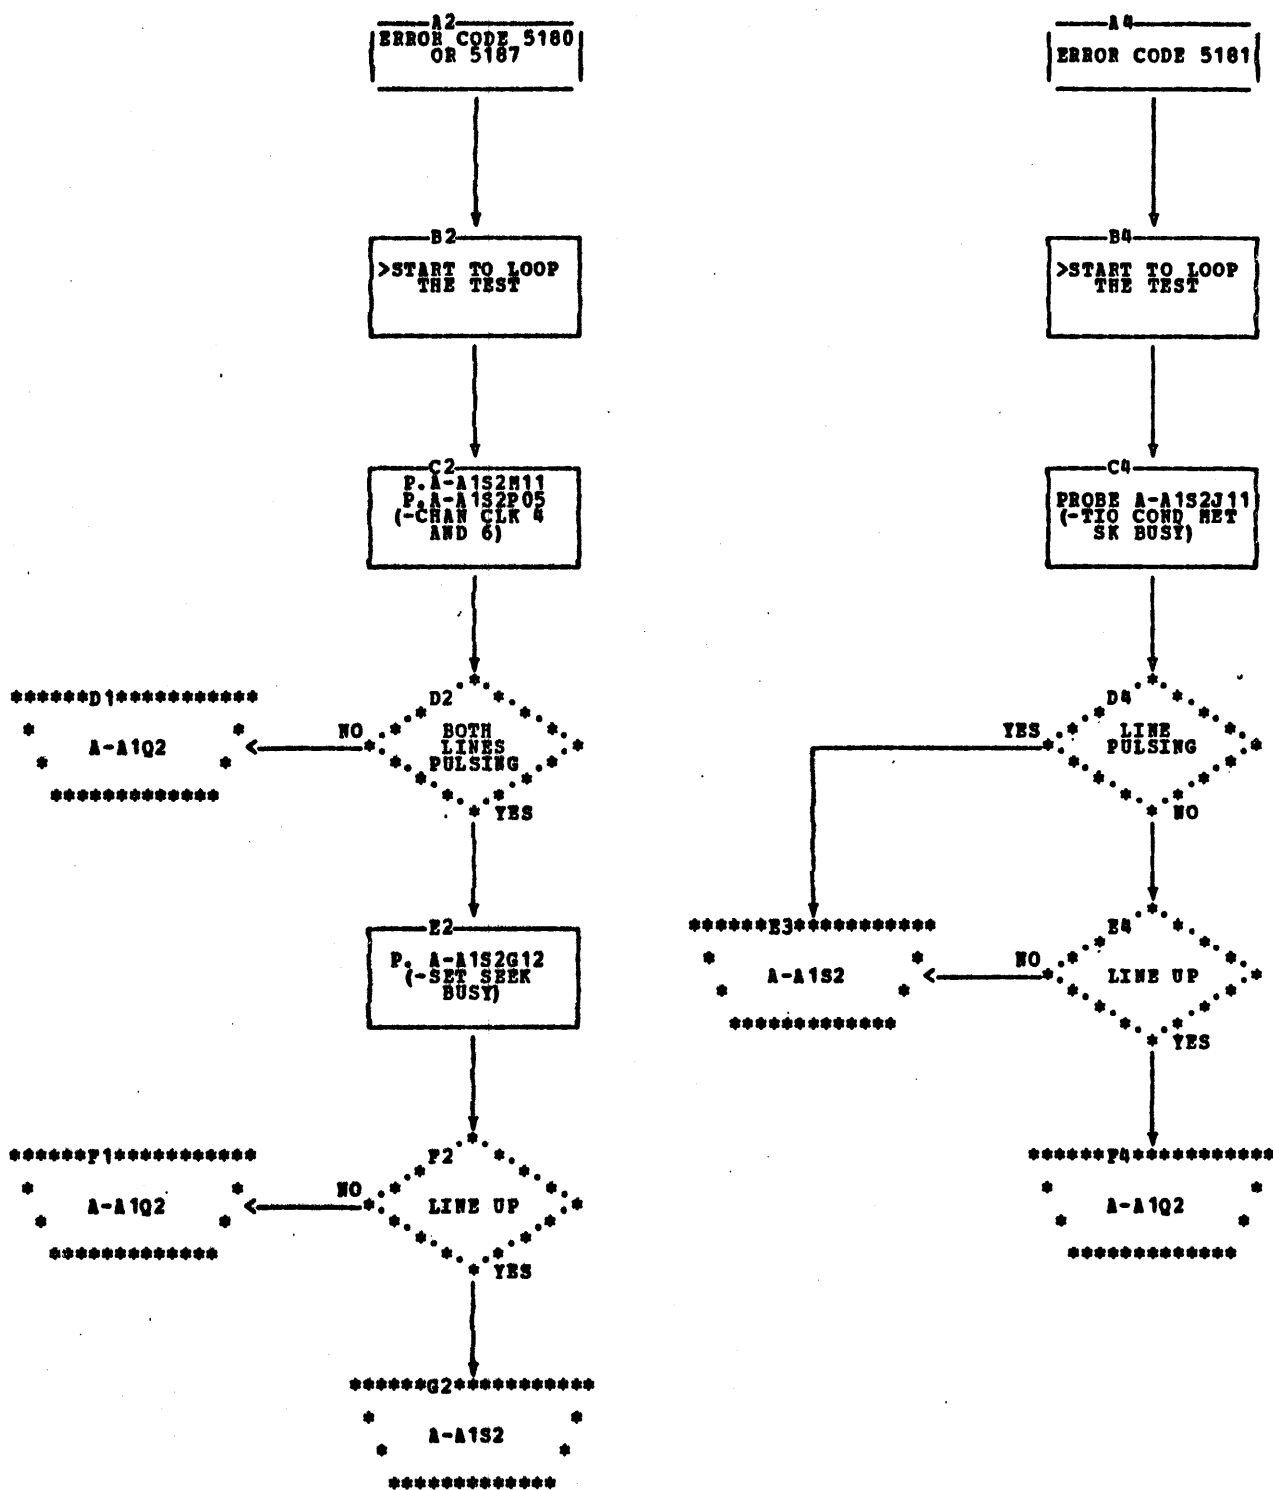 A2
ERROR CODE 5180
OR 5187
B2
>START TO LOOP
THE TEST
C2
P.A-A1S2M11
P.A-A1S2P05
(-CHAN CLK 4
AND 6)
D2
BOTH
LINES
PULSING
NO
YES
******D1***********
A-A1Q2
E2
P. A-A1S2G12
(-SET SEEK
BUSY)
F2
LINE UP
NO
YES
******F1***********
A-A1Q2
******G2***********
A-A1S2
A4
ERROR CODE 5181
B4
>START TO LOOP
THE TEST
C4
PROBE A-A1S2J11
(-TIO COND MET
SK BUSY)
D4
LINE
PULSING
YES
NO
******E3***********
A-A1S2
E4
LINE UP
NO
YES
******F4***********
A-A1Q2